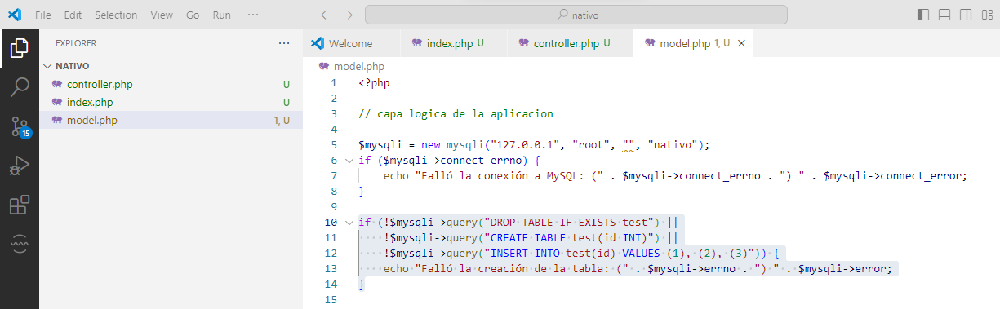 File Edit Selection View Go Run ···
nativo
EXPLORER ···
NATIVO
controller.php U
index.php U
model.php 1, U
15
Welcome
index.php U
controller.php U
model.php 1, U
model.php
1 <?php
2
3 // capa logica de la aplicacion
4
5 $mysqli = new mysqli("127.0.0.1", "root", "", "nativo");
6 if ($mysqli->connect_errno) {
7     echo "Falló la conexión a MySQL: (" . $mysqli->connect_errno . ") " . $mysqli->connect_error;
8 }
9
10 if (!$mysqli->query("DROP TABLE IF EXISTS test") ||
11     !$mysqli->query("CREATE TABLE test(id INT)") ||
12     !$mysqli->query("INSERT INTO test(id) VALUES (1), (2), (3)")) {
13     echo "Falló la creación de la tabla: (" . $mysqli->errno . ") " . $mysqli->error;
14 }
15